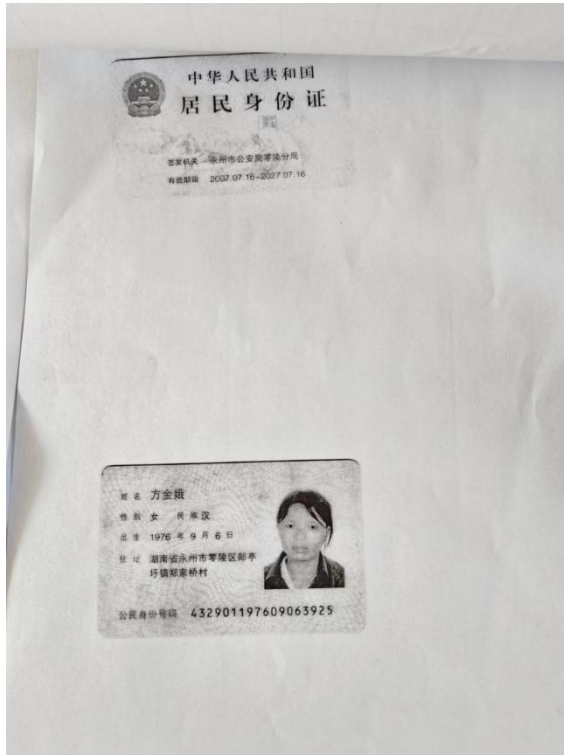 中华人民共和国
居民身份证
签发机关 永州市公安局零陵分局
有效期限 2007.07.16-2027.07.16
姓名 方金娥
性别 女 民族 汉
出生 1976 年 9 月 6 日
住址 湖南省永州市零陵区邮亭
圩镇郑家桥村
公民身份号码 432901197609063925